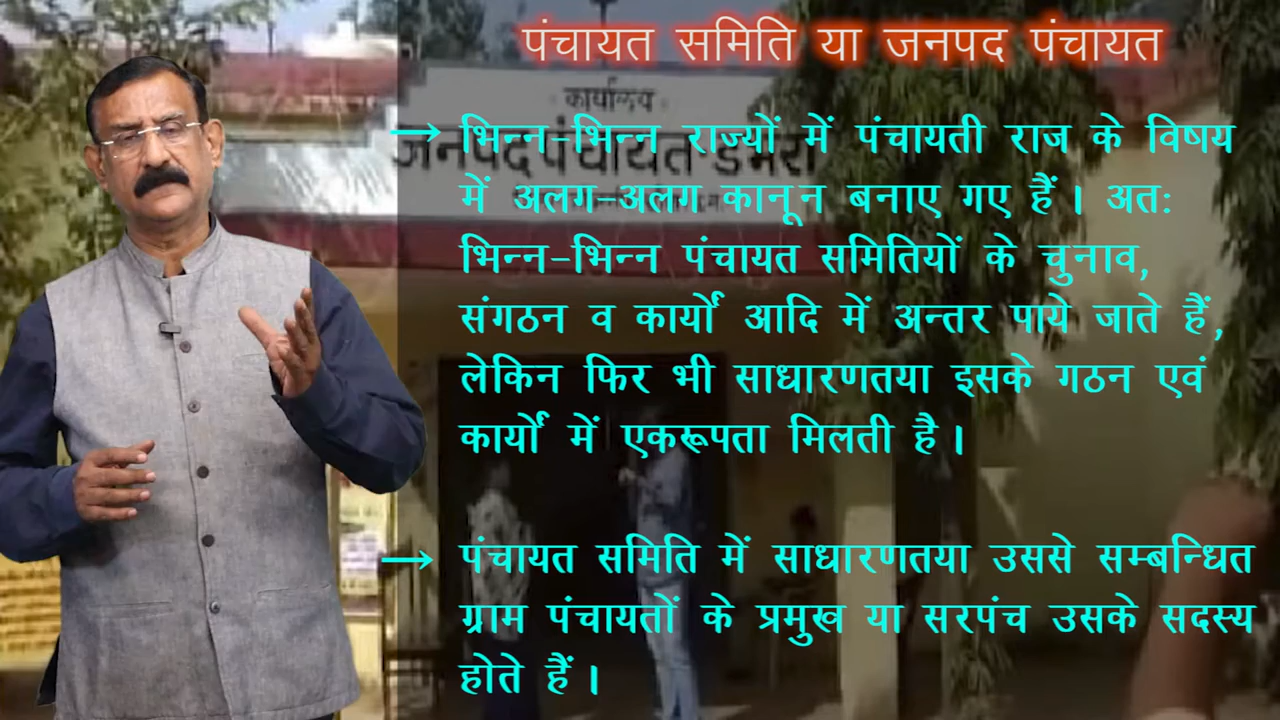 पंचायत समिति या जनपद पंचायत
कार्यालय
जनपद पंचायत-डभरा
→ भिन्न-भिन्न राज्यों में पंचायती राज के विषय
में अलग-अलग कानून बनाए गए हैं। अतः
भिन्न-भिन्न पंचायत समितियों के चुनाव,
संगठन व कार्यों आदि में अन्तर पाये जाते हैं,
लेकिन फिर भी साधारणतया इसके गठन एवं
कार्यों में एकरूपता मिलती है।
→ पंचायत समिति में साधारणतया उससे सम्बन्धित
ग्राम पंचायतों के प्रमुख या सरपंच उसके सदस्य
होते हैं।